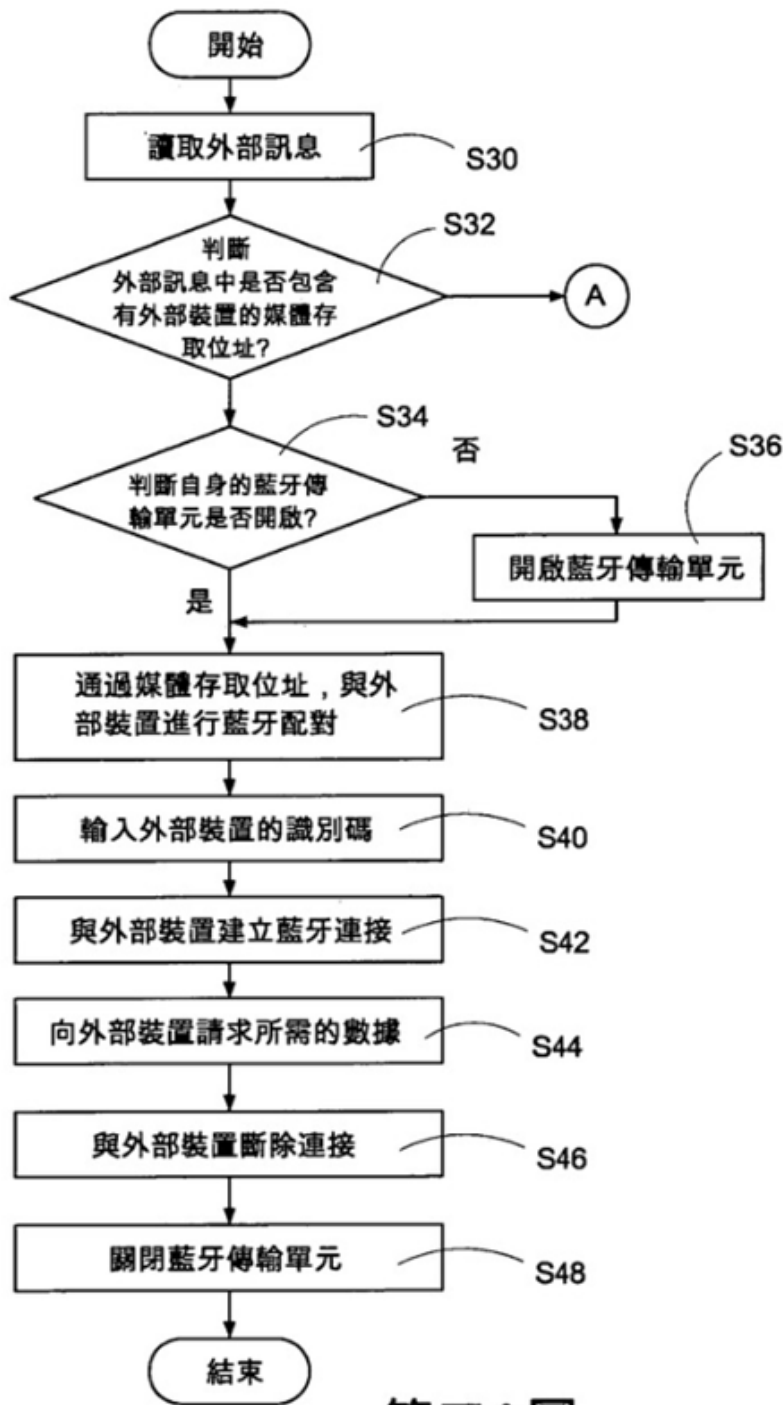 開始
讀取外部訊息
S30
判斷
外部訊息中是否包含
有外部裝置的媒體存
取位址?
S32
A
S34
判斷自身的藍牙傳
輸單元是否開啟?
否
S36
開啟藍牙傳輸單元
是
通過媒體存取位址，與外
部裝置進行藍牙配對
S38
輸入外部裝置的識別碼
S40
與外部裝置建立藍牙連接
S42
向外部裝置請求所需的數據
S44
與外部裝置斷除連接
S46
關閉藍牙傳輸單元
S48
結束